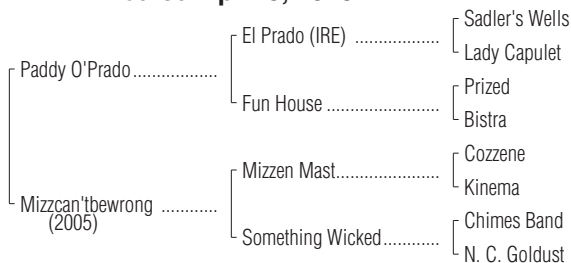 El Prado (IRE)
Sadler's Wells
Lady Capulet
Paddy O'Prado
Fun House
Prized
Bistra
Mizzen Mast
Cozzene
Kinema
Mizzcan'tbewrong
(2005)
Something Wicked
Chimes Band
N. C. Goldust